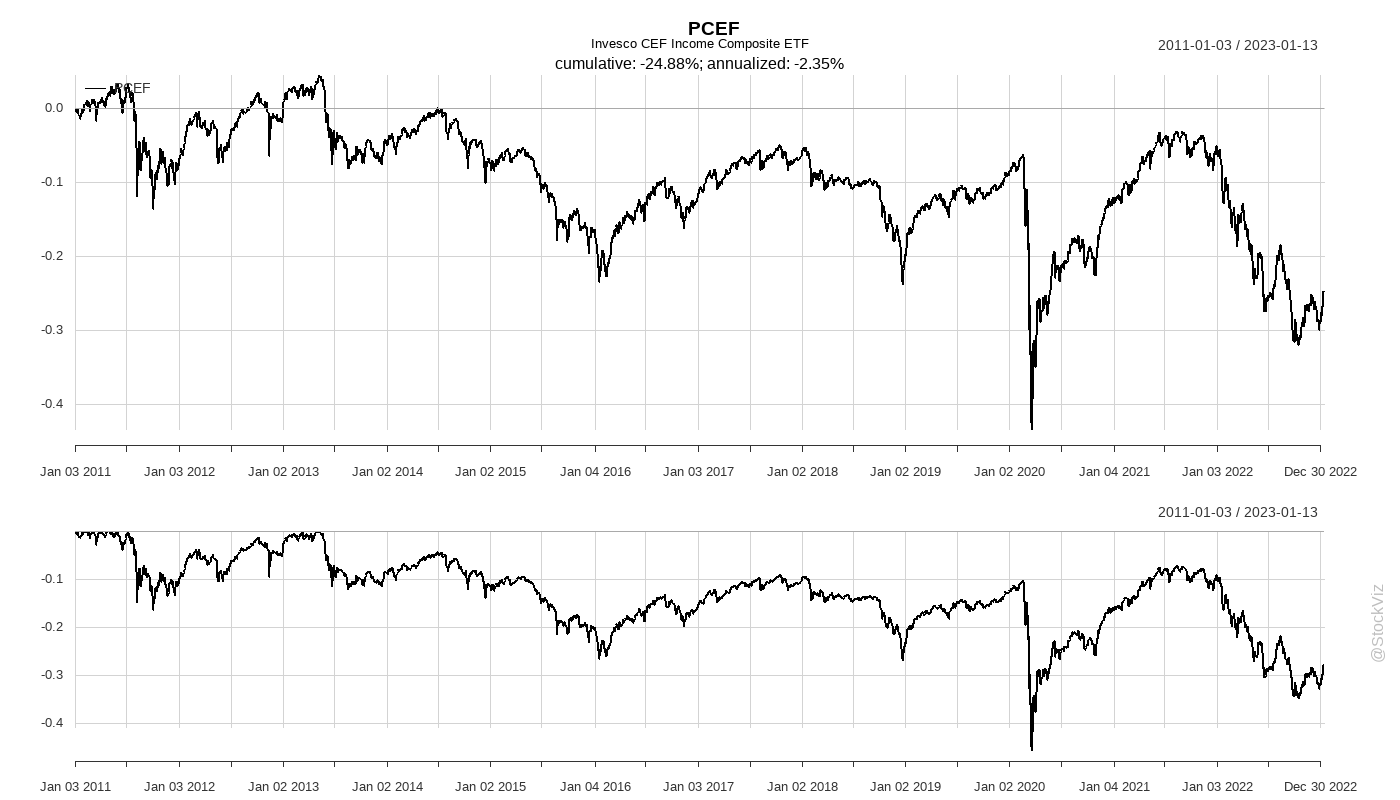 PCEF
Invesco CEF Income Composite ETF
cumulative: -24.88%; annualized: -2.35%
2011-01-03 / 2023-01-13
PCEF
0.0
-0.1
-0.2
-0.3
-0.4
Jan 03 2011 Jan 03 2012 Jan 02 2013 Jan 02 2014 Jan 02 2015 Jan 04 2016 Jan 03 2017 Jan 02 2018 Jan 02 2019 Jan 02 2020 Jan 04 2021 Jan 03 2022 Dec 30 2022
2011-01-03 / 2023-01-13
-0.1
-0.2
-0.3
-0.4
Jan 03 2011 Jan 03 2012 Jan 02 2013 Jan 02 2014 Jan 02 2015 Jan 04 2016 Jan 03 2017 Jan 02 2018 Jan 02 2019 Jan 02 2020 Jan 04 2021 Jan 03 2022 Dec 30 2022
@StockViz